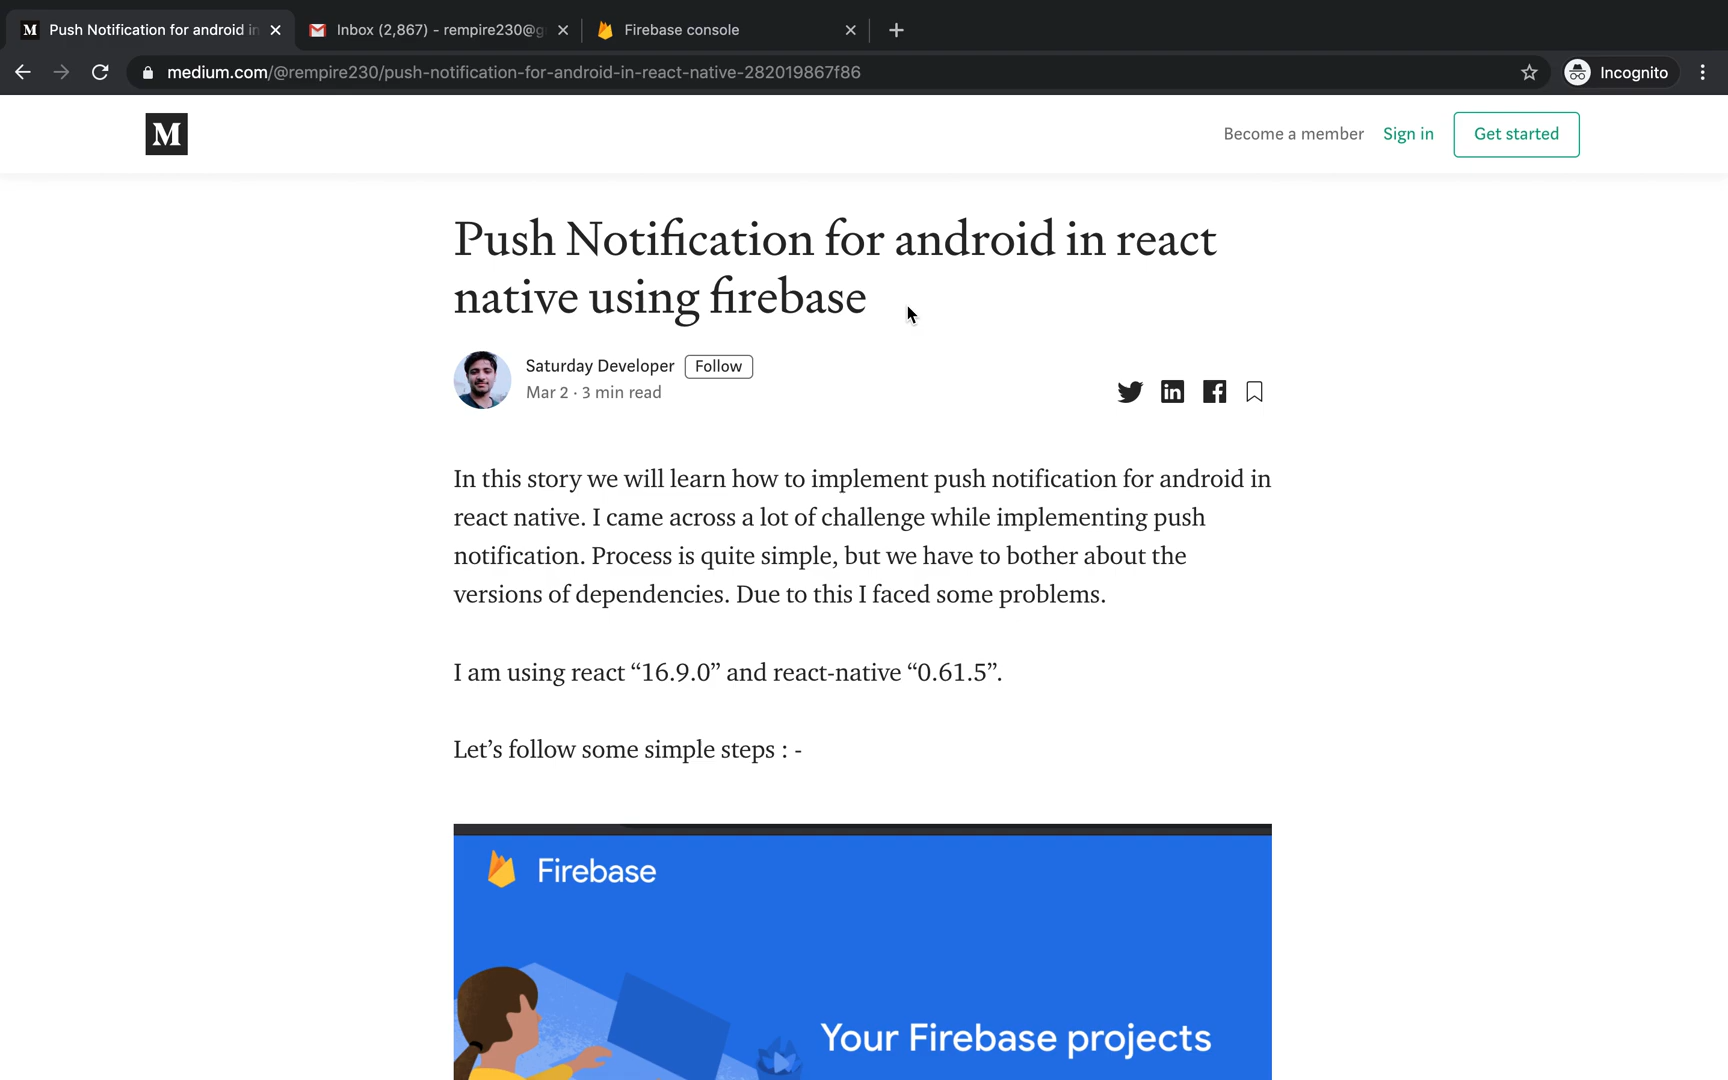 M Push Notification for android in
Inbox (2,867) - rempire230@g
Firebase console
medium.com/@rempire230/push-notification-for-android-in-react-native-282019867f86
Incognito
M
Become a member
Sign in
Get started
Push Notification for android in react
native using firebase
Saturday Developer
Follow
Mar 2 · 3 min read
In this story we will learn how to implement push notification for android in
react native. I came across a lot of challenge while implementing push
notification. Process is quite simple, but we have to bother about the
versions of dependencies. Due to this I faced some problems.
I am using react “16.9.0” and react-native “0.61.5”.
Let’s follow some simple steps : -
Firebase
Your Firebase projects